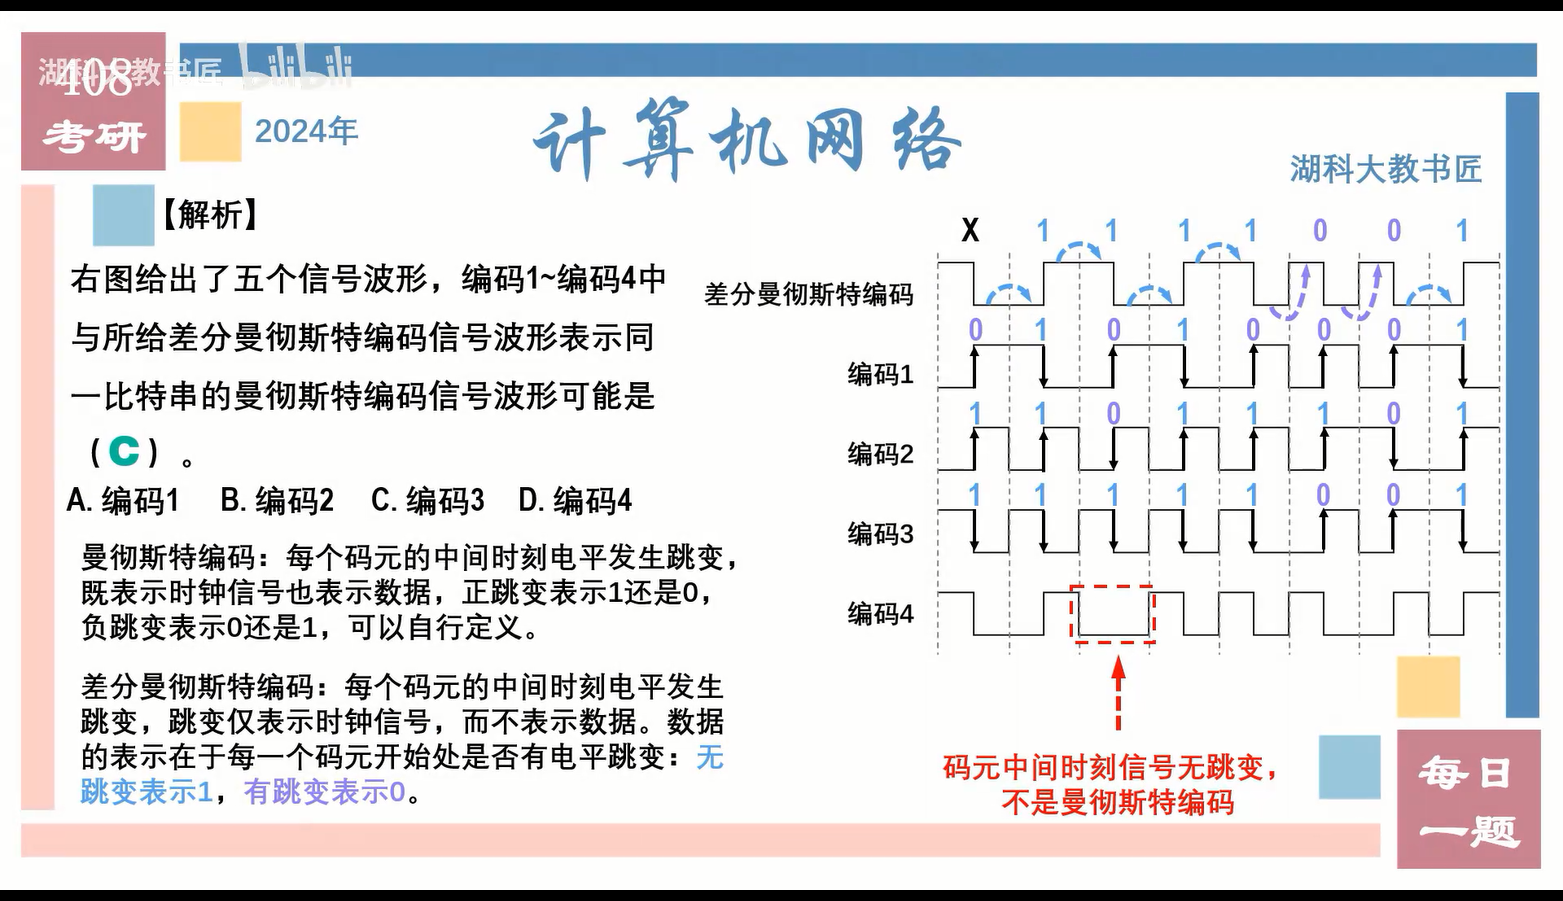 湖科大教书匠 bilibili
408
考研
2024年
计算机网络
湖科大教书匠
【解析】
右图给出了五个信号波形，编码1~编码4中
与所给差分曼彻斯特编码信号波形表示同
一比特串的曼彻斯特编码信号波形可能是
（C）。
A. 编码1 B. 编码2 C. 编码3 D. 编码4
曼彻斯特编码：每个码元的中间时刻电平发生跳变，
既表示时钟信号也表示数据，正跳变表示1还是0，
负跳变表示0还是1，可以自行定义。
差分曼彻斯特编码：每个码元的中间时刻电平发生
跳变，跳变仅表示时钟信号，而不表示数据。数据
的表示在于每一个码元开始处是否有电平跳变：无
跳变表示1，有跳变表示0。
X 1 1 1 1 0 0 1
差分曼彻斯特编码
0 1 0 1 0 0 0 1
编码1
1 1 0 1 1 1 0 1
编码2
1 1 1 1 1 0 0 1
编码3
编码4
码元中间时刻信号无跳变，
不是曼彻斯特编码
每日
一题